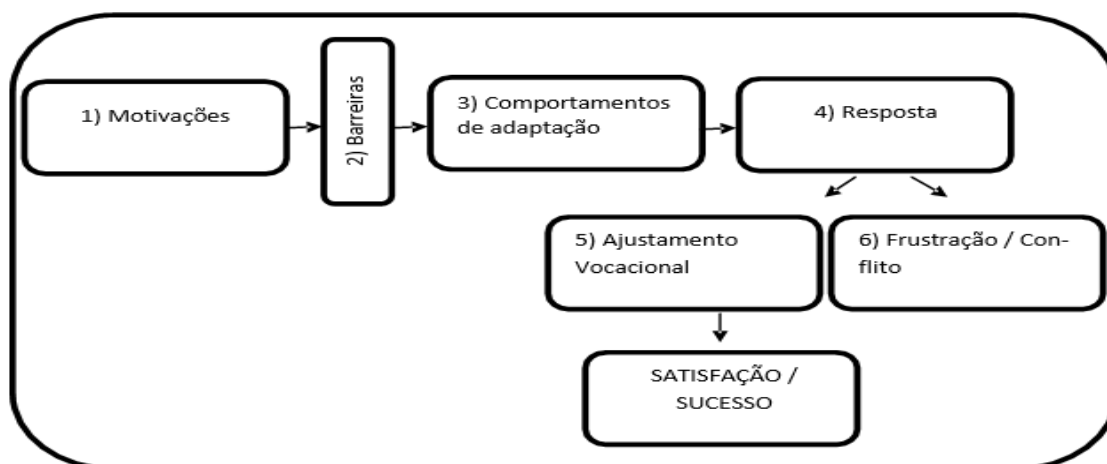 1) Motivações
2) Barreiras
3) Comportamentos
de adaptação
4) Resposta
5) Ajustamento
Vocacional
6) Frustração / Con-
flito
SATISFAÇÃO /
SUCESSO